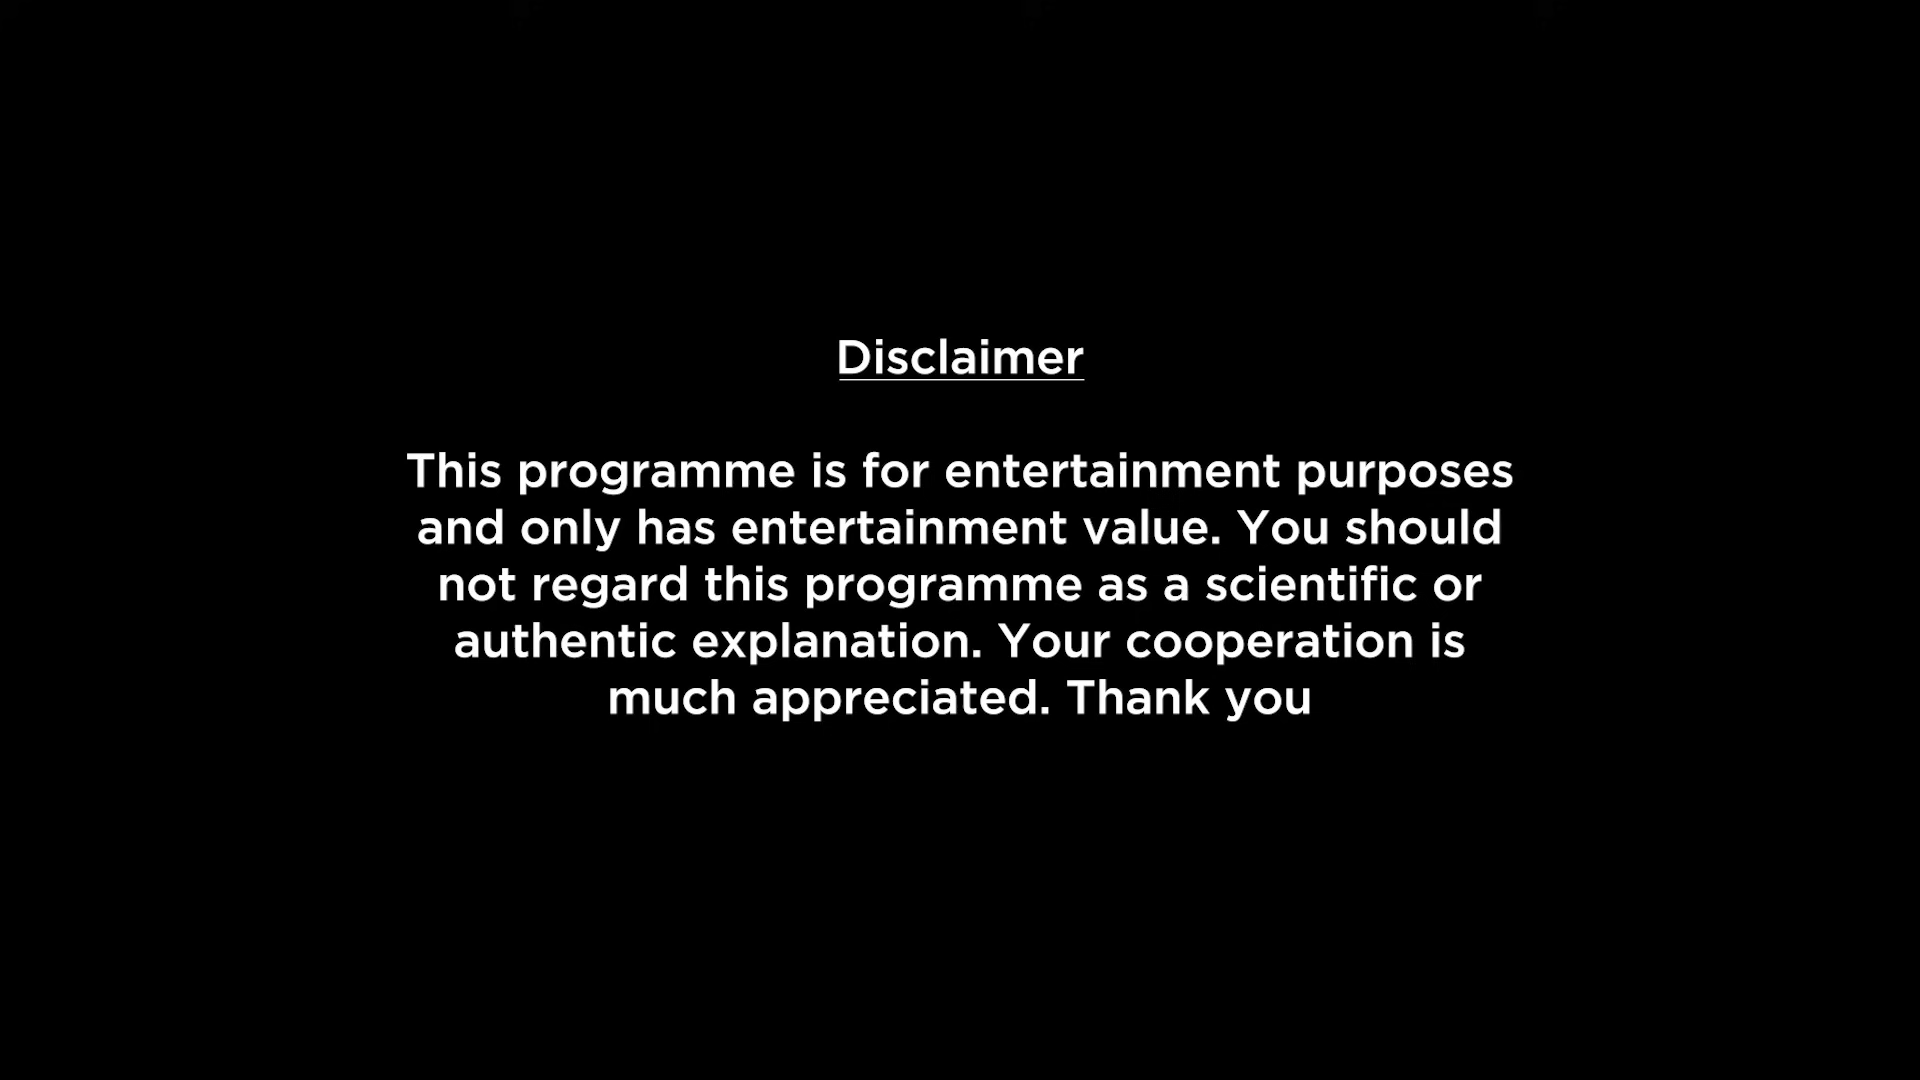 Disclaimer
This programme is for entertainment purposes
and only has entertainment value. You should
not regard this programme as a scientific or
authentic explanation. Your cooperation is
much appreciated. Thank you